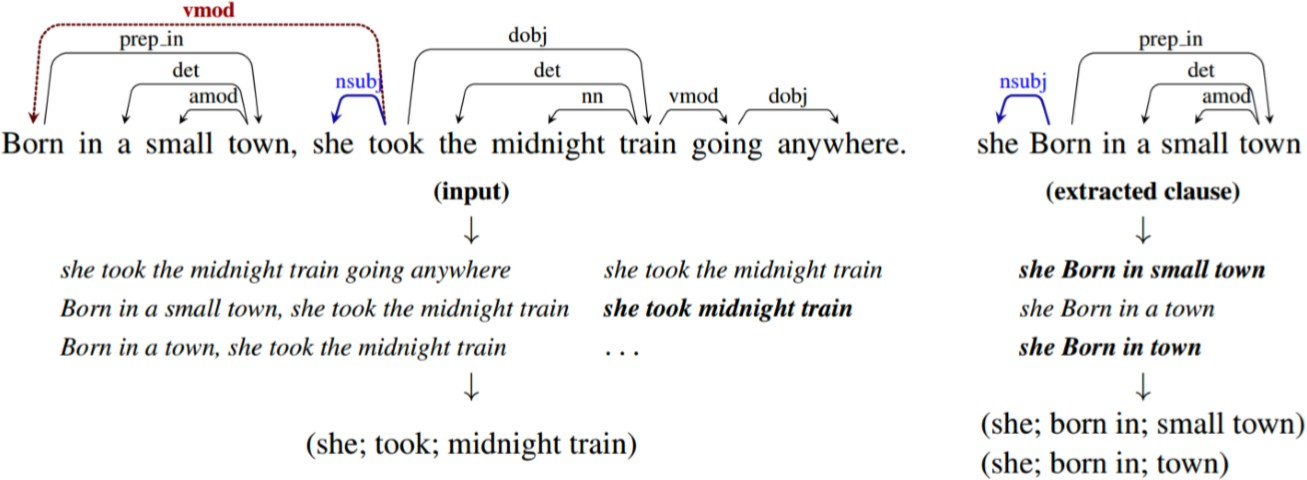 vmod
prep_in dobj prep_in
det nsubj det nsubj det
amod nn vmod dobj amod
Born in a small town, she took the midnight train going anywhere. she Born in a small town
(input) (extracted clause)
↓ ↓
she took the midnight train going anywhere she took the midnight train she Born in small town
Born in a small town, she took the midnight train she took midnight train she Born in a town
Born in a town, she took the midnight train . . . she Born in town
↓ ↓
(she; took; midnight train) (she; born in; small town)
(she; born in; town)